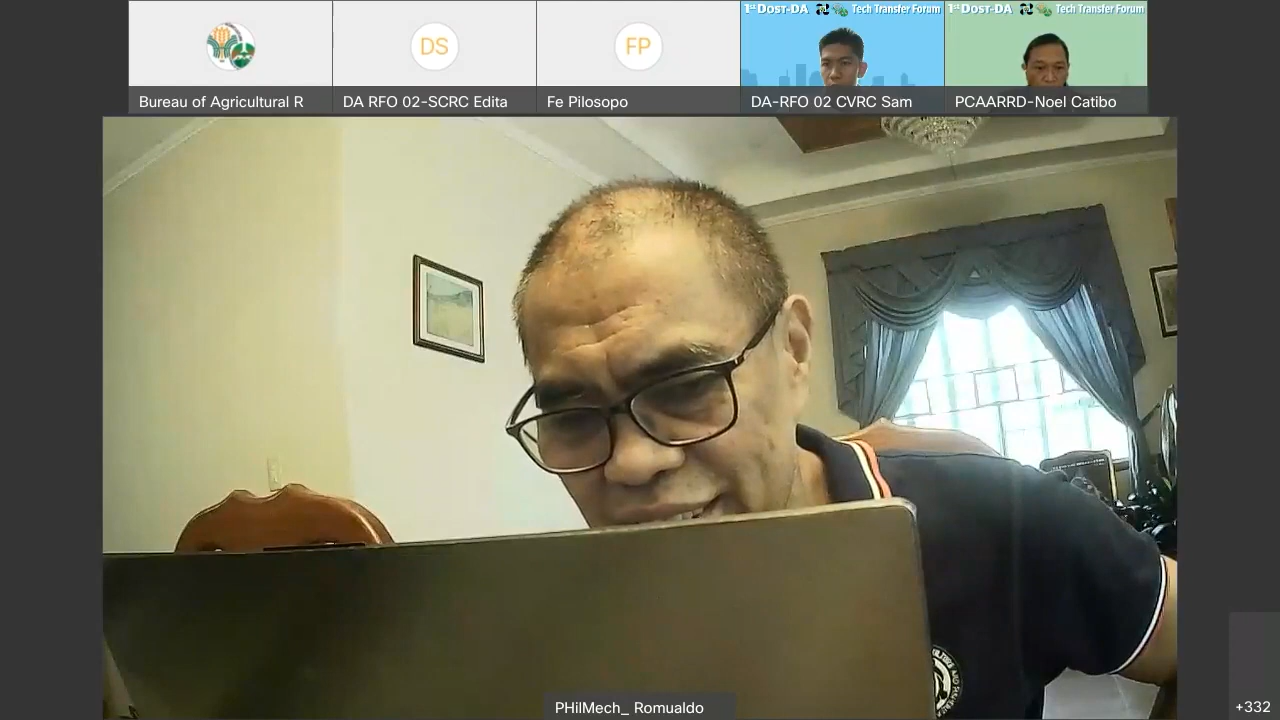 Bureau of Agricultural R
DS
DA RFO 02-SCRC Edita
FP
Fe Pilosopo
1st DOST-DA Tech Transfer Forum
DA-RFO 02 CVRC Sam
1st DOST-DA Tech Transfer Forum
PCAARRD-Noel Catibo
PHilMech_ Romualdo
+332